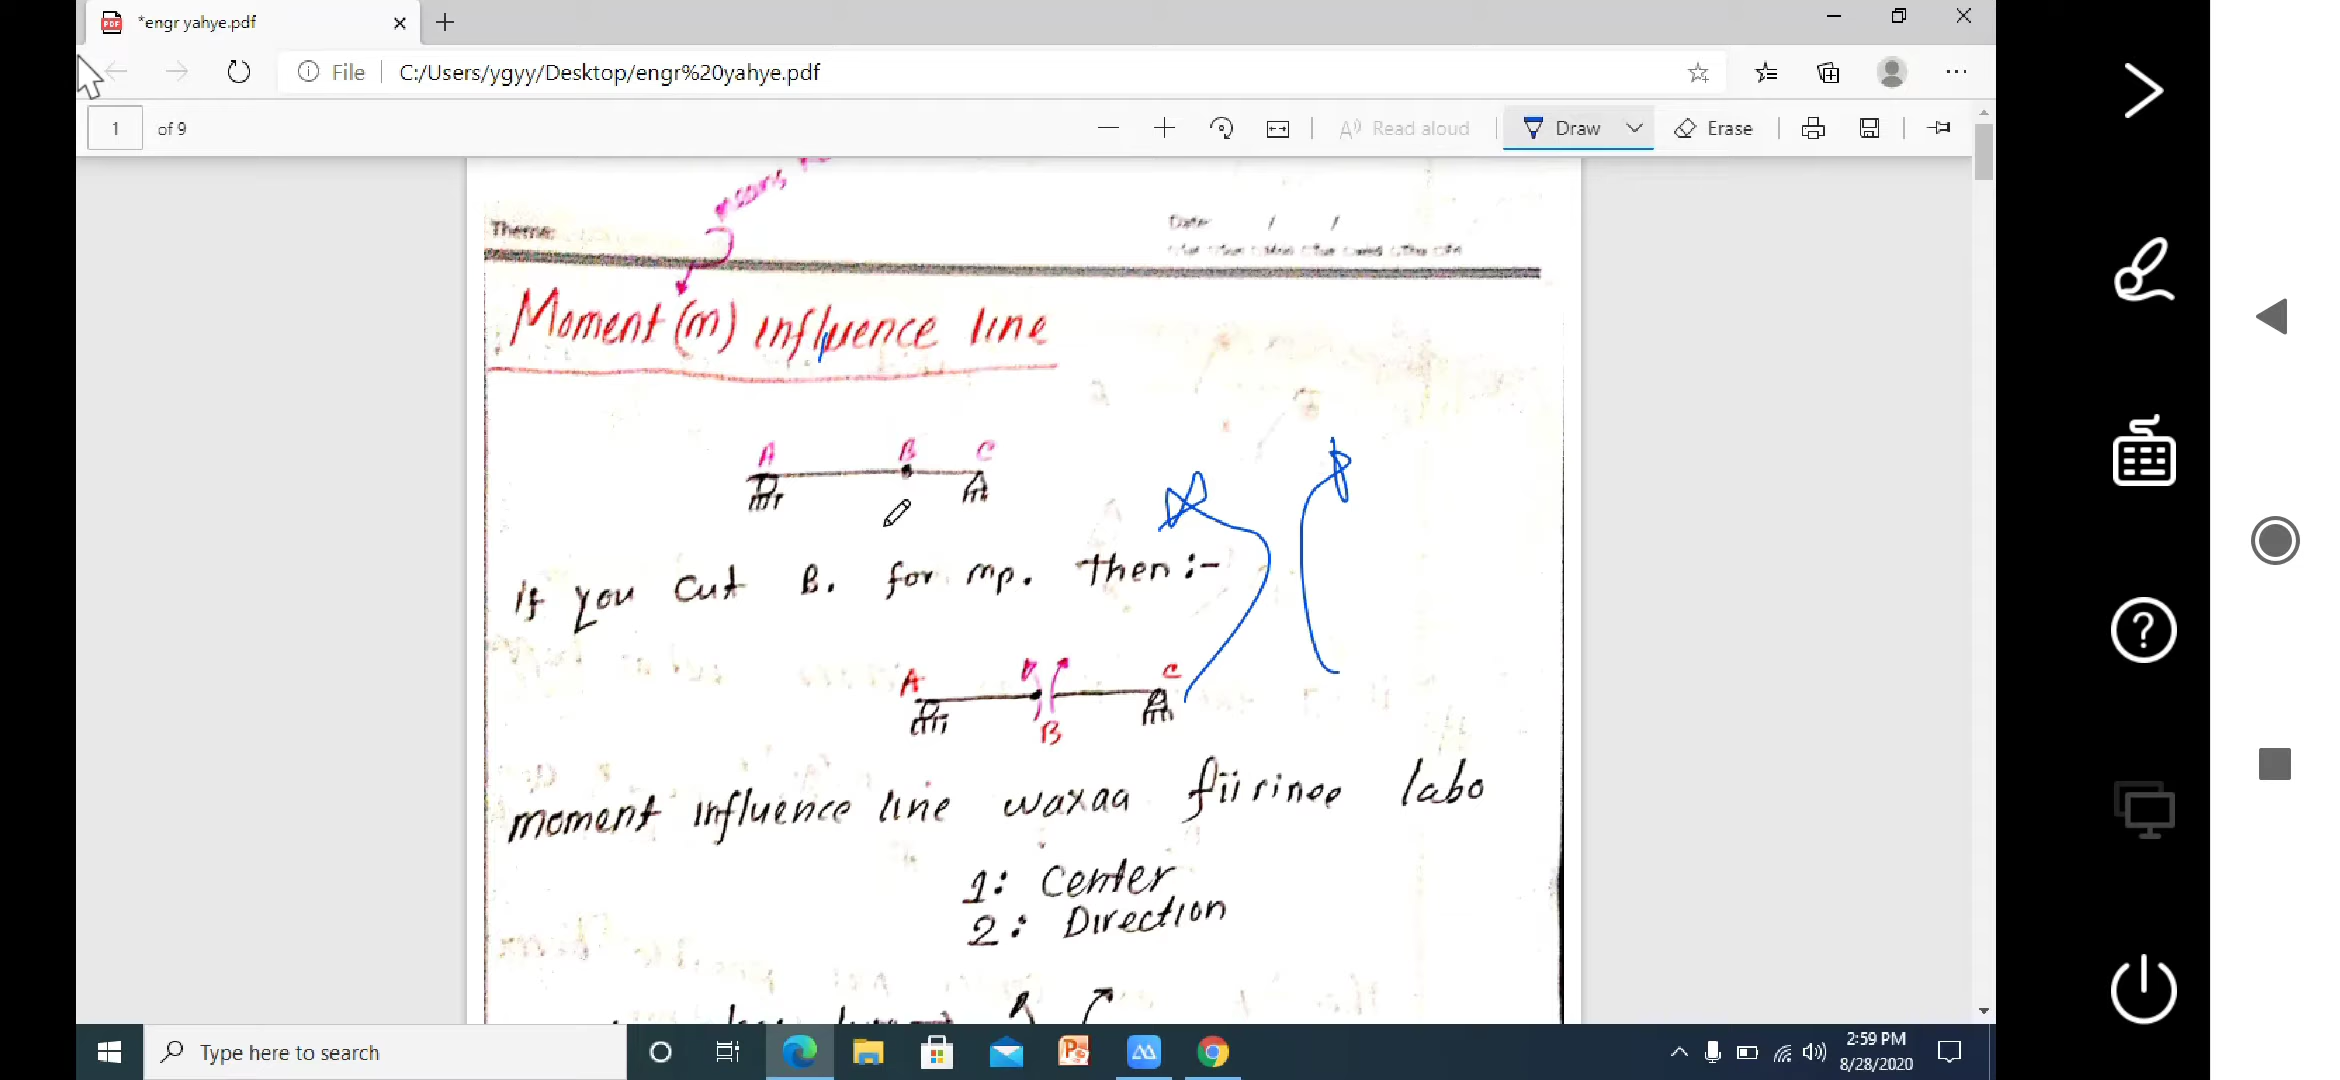 *engr yahye.pdf
File
C:/Users/ygyy/Desktop/engr%20yahye.pdf
1 of 9
Read aloud
Draw
Erase
Theme:
Date: / /
Moment (m) influence line
A B C
If you cut B. for mp. then :-
A C
B
moment influence line waxaa fiirinee labo
1: Center
2: Direction
Type here to search
2:59 PM
8/28/2020